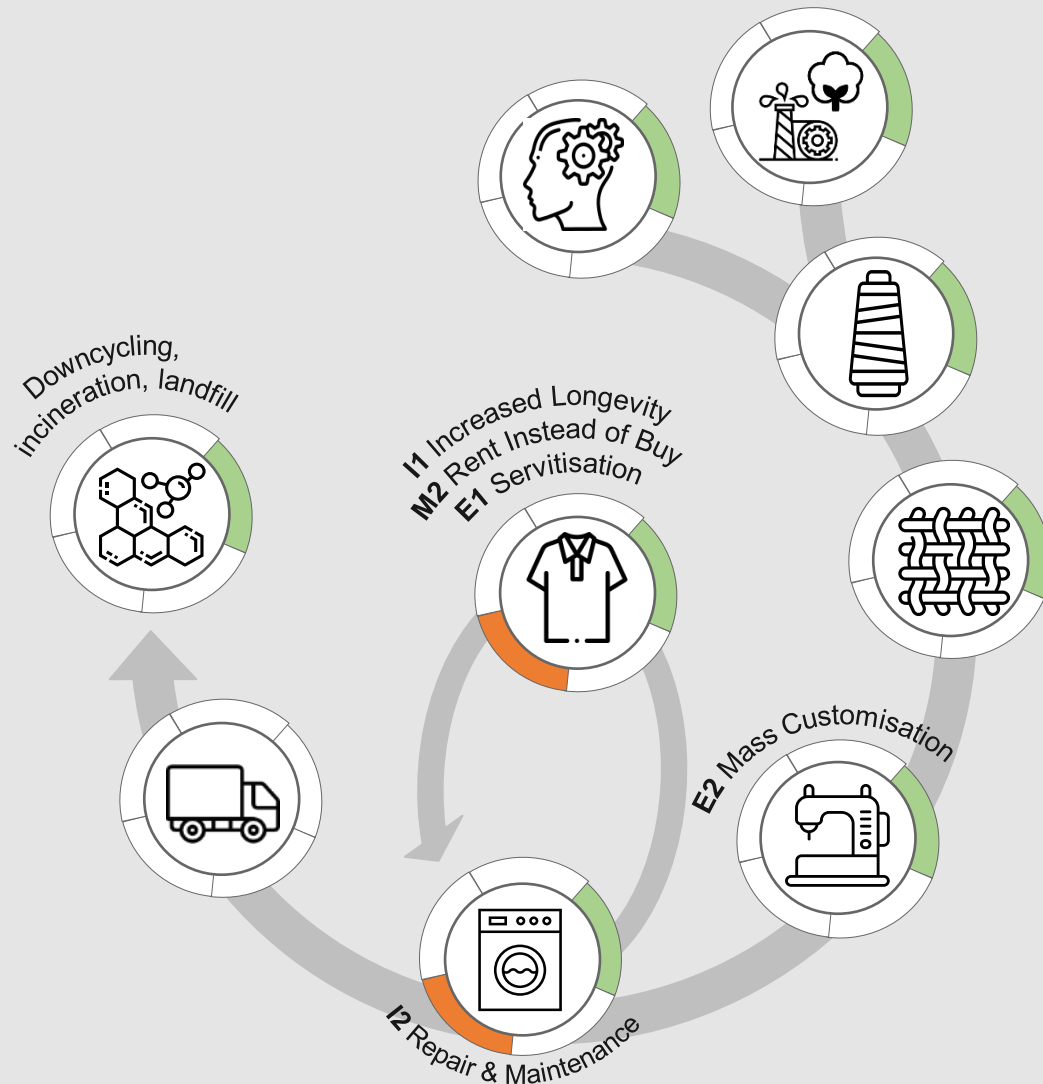 Downcycling,
incineration, landfill
I1 Increased Longevity
M2 Rent Instead of Buy
E1 Servitisation
E2 Mass Customisation
I2 Repair & Maintenance